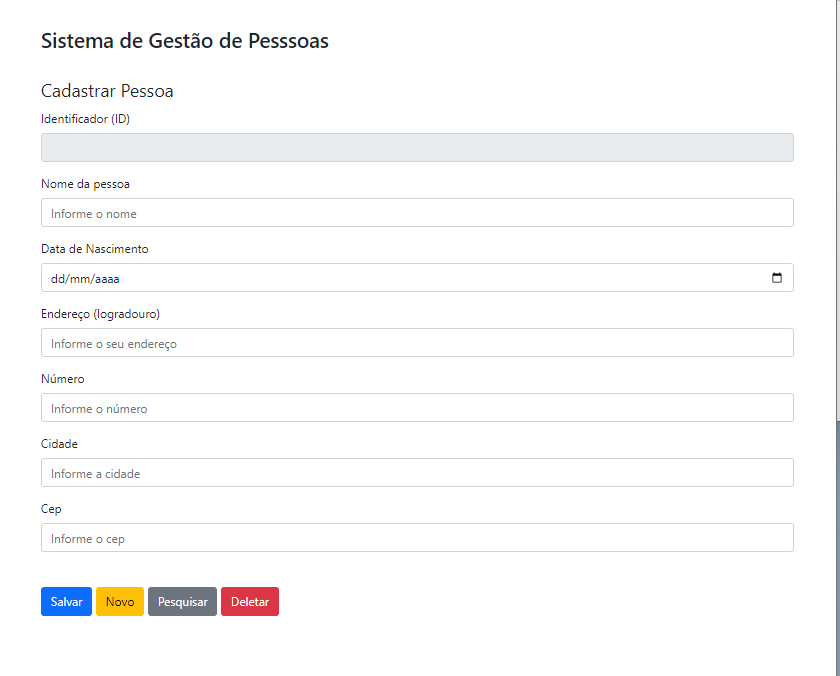 Sistema de Gestão de Pesssoas
Cadastrar Pessoa
Identificador (ID)
Nome da pessoa
Informe o nome
Data de Nascimento
dd/mm/aaaa
Endereço (logradouro)
Informe o seu endereço
Número
Informe o número
Cidade
Informe a cidade
Cep
Informe o cep
Salvar Novo Pesquisar Deletar